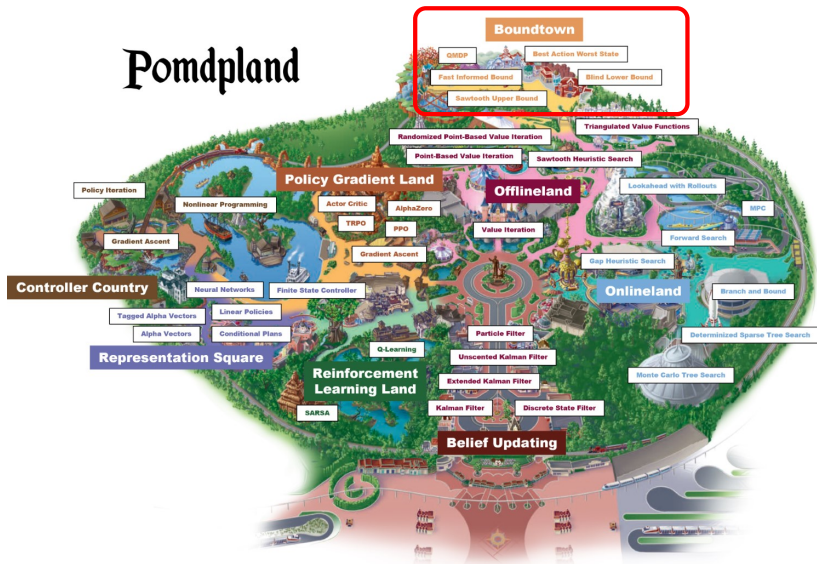 Pomdpland
Boundtown
QMDP
Best Action Worst State
Fast Informed Bound
Blind Lower Bound
Sawtooth Upper Bound
Triangulated Value Functions
Randomized Point-Based Value Iteration
Point-Based Value Iteration
Sawtooth Heuristic Search
Policy Gradient Land
Offlineland
Lookahead with Rollouts
Policy Iteration
Nonlinear Programming
Actor Critic
AlphaZero
MPC
TRPO
PPO
Value Iteration
Forward Search
Gradient Ascent
Gradient Ascent
Gap Heuristic Search
Controller Country
Neural Networks
Finite State Controller
Onlineland
Branch and Bound
Tagged Alpha Vectors
Linear Policies
Alpha Vectors
Conditional Plans
Particle Filter
Determinized Sparse Tree Search
Representation Square
Q-Learning
Unscented Kalman Filter
Reinforcement
Learning Land
Extended Kalman Filter
Monte Carlo Tree Search
SARSA
Kalman Filter
Discrete State Filter
Belief Updating